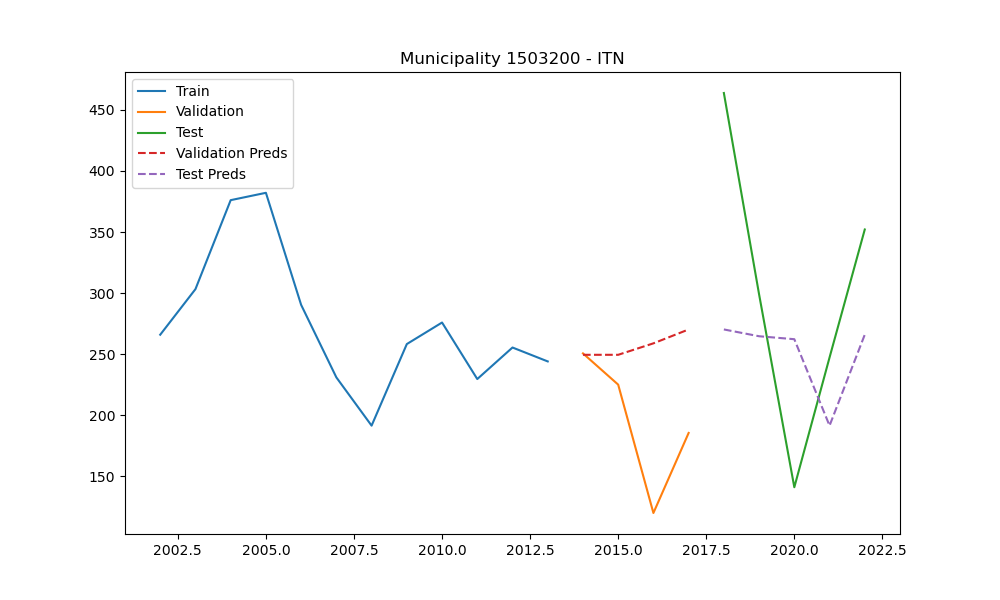 Municipality 1503200 - ITN
Train
Validation
Test
Validation Preds
Test Preds
450
400
350
300
250
200
150
2002.5 2005.0 2007.5 2010.0 2012.5 2015.0 2017.5 2020.0 2022.5